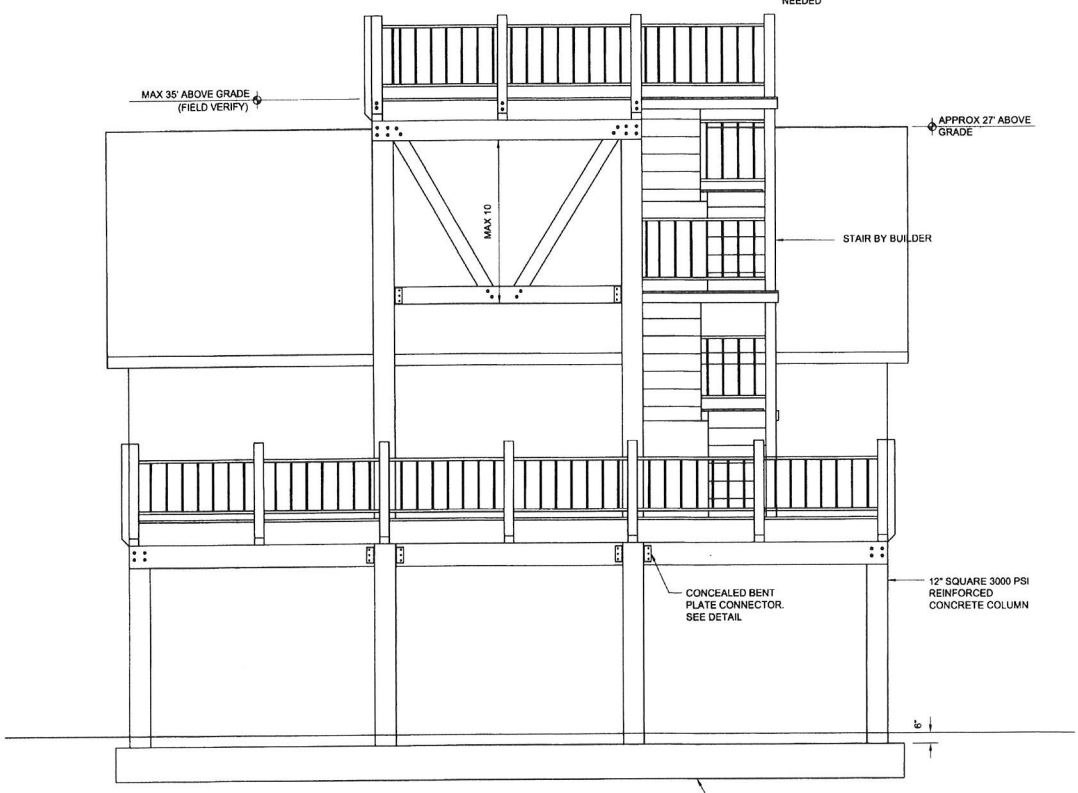 NEEDED
MAX 35' ABOVE GRADE
(FIELD VERIFY)
APPROX 27' ABOVE
GRADE
MAX 10
STAIR BY BUILDER
CONCEALED BENT
PLATE CONNECTOR.
SEE DETAIL
12" SQUARE 3000 PSI
REINFORCED
CONCRETE COLUMN
6"